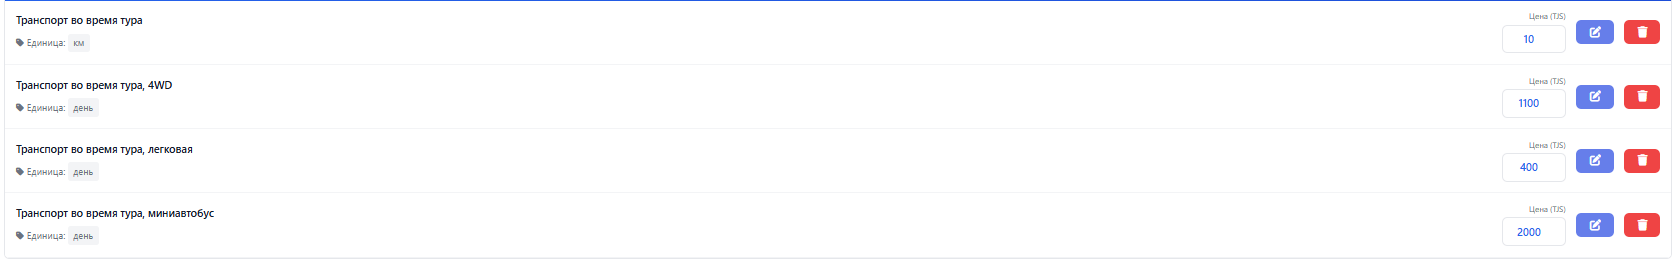 Транспорт во время тура
Единица: км
Цена (TJS)
10
Транспорт во время тура, 4WD
Единица: день
Цена (TJS)
1100
Транспорт во время тура, легковая
Единица: день
Цена (TJS)
400
Транспорт во время тура, миниавтобус
Единица: день
Цена (TJS)
2000